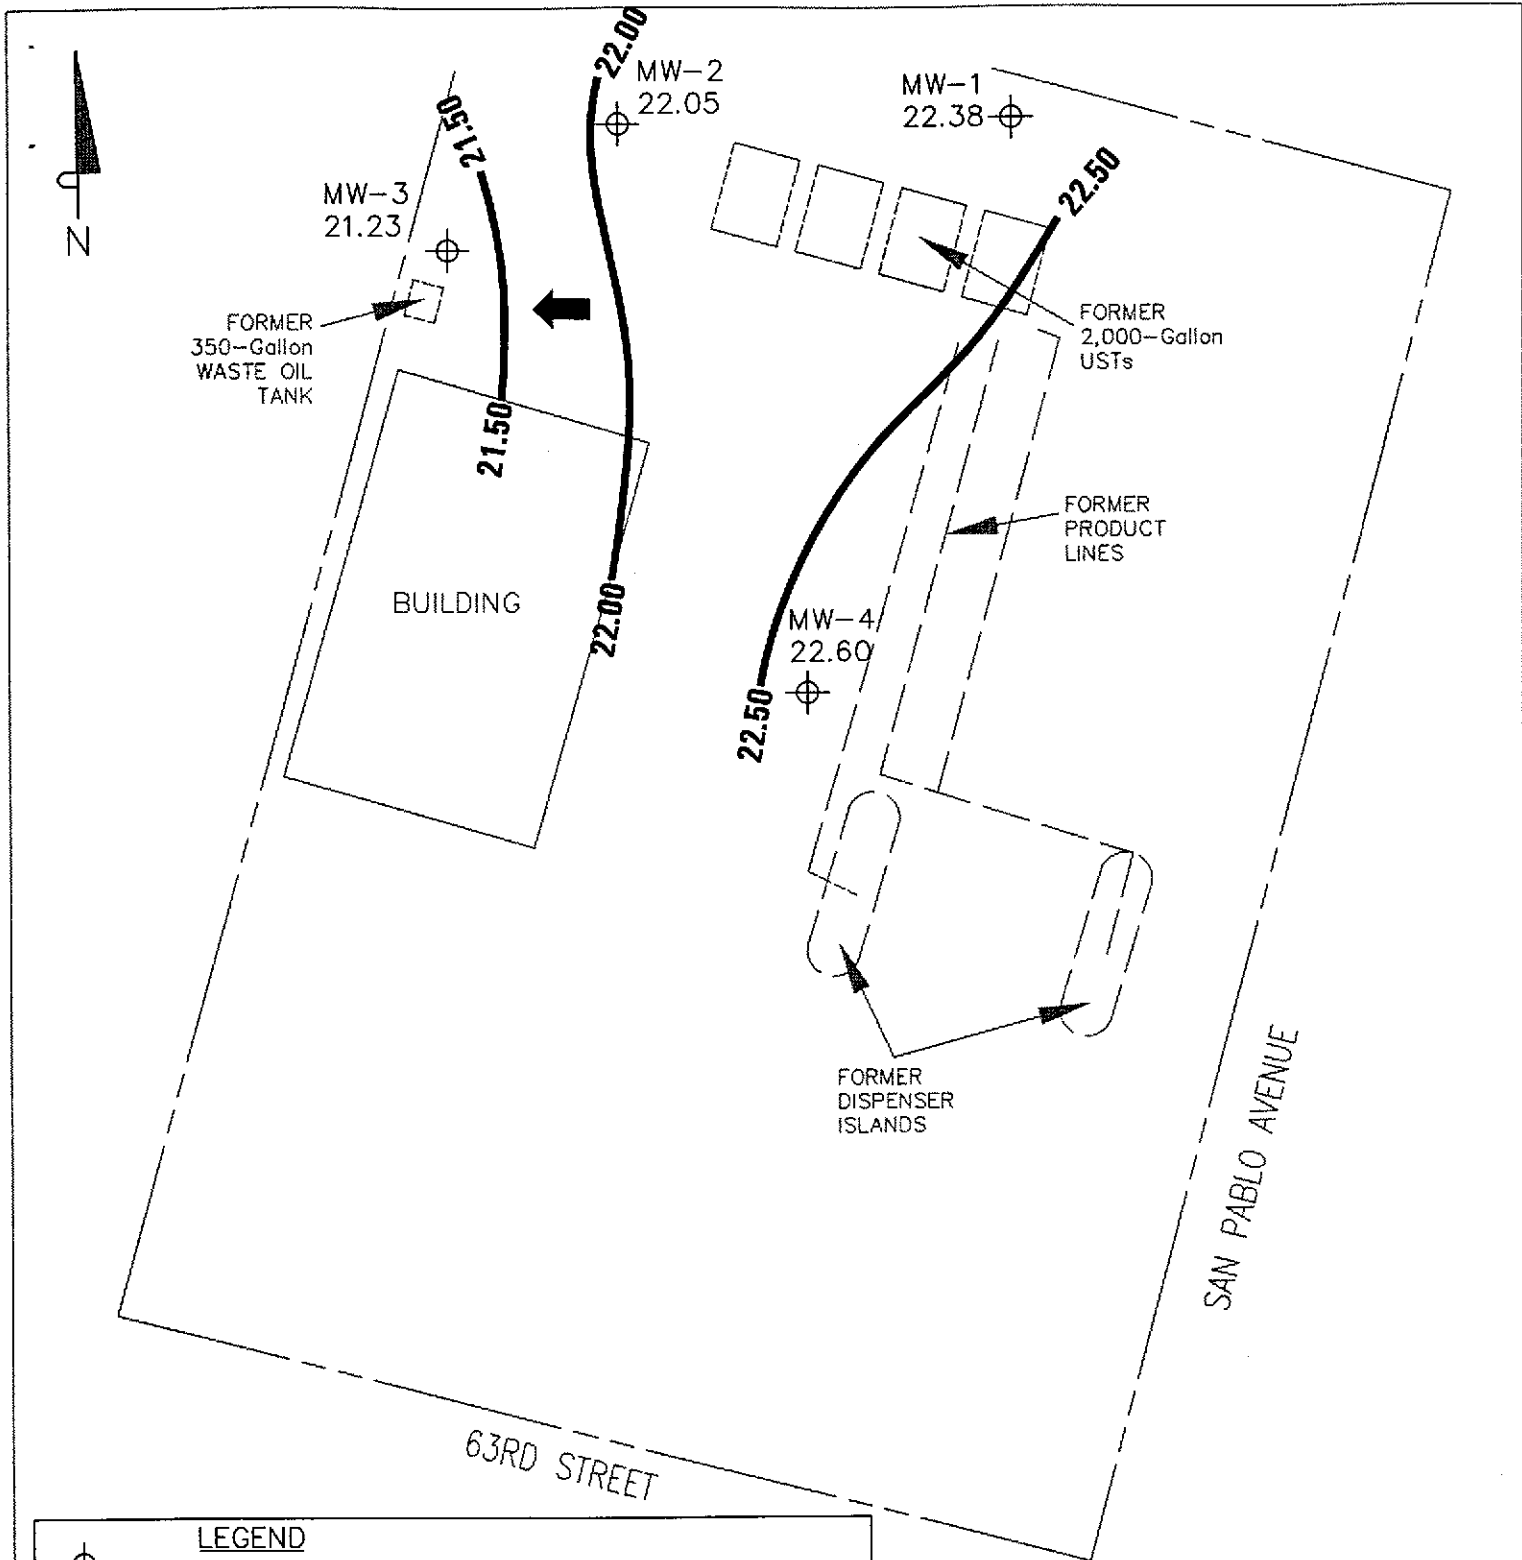 22.00
MW-2
22.05
MW-1
22.38
21.50
22.50
MW-3
21.23
N
FORMER
350-Gallon
WASTE OIL
TANK
FORMER
2,000-Gallon
USTs
21.50
FORMER
PRODUCT
LINES
BUILDING
22.00
MW-4
22.60
22.50
FORMER
DISPENSER
ISLANDS
SAN PABLO AVENUE
63RD STREET
LEGEND